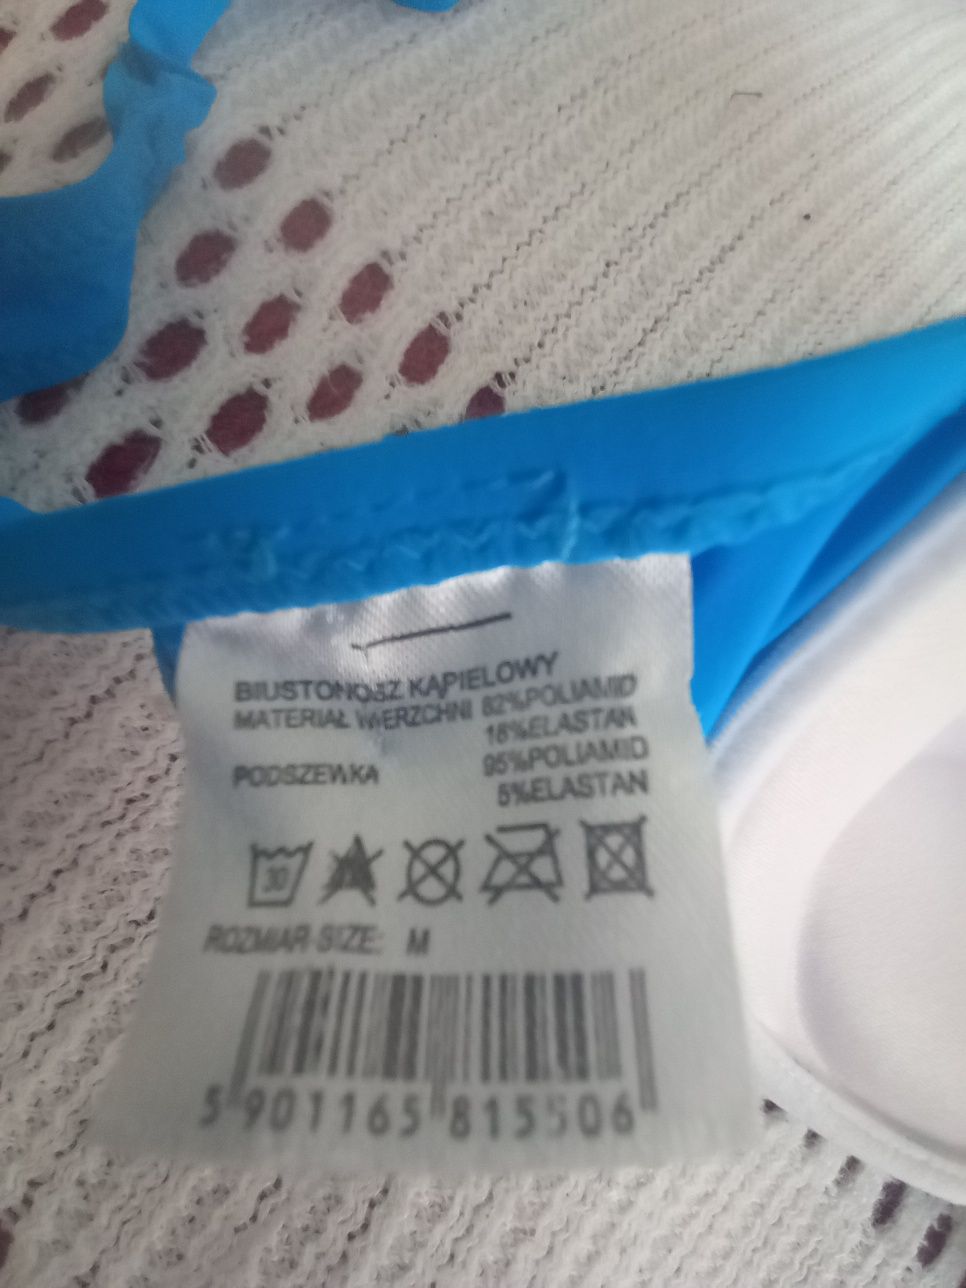 BIUSTONOSZ KĄPIELOWY
MATERIAŁ WIERZCHNI 82%POLIAMID
18%ELASTAN
PODSZEWKA 95%POLIAMID
5%ELASTAN
30
ROZMIAR-SIZE: M
5 901165 815506